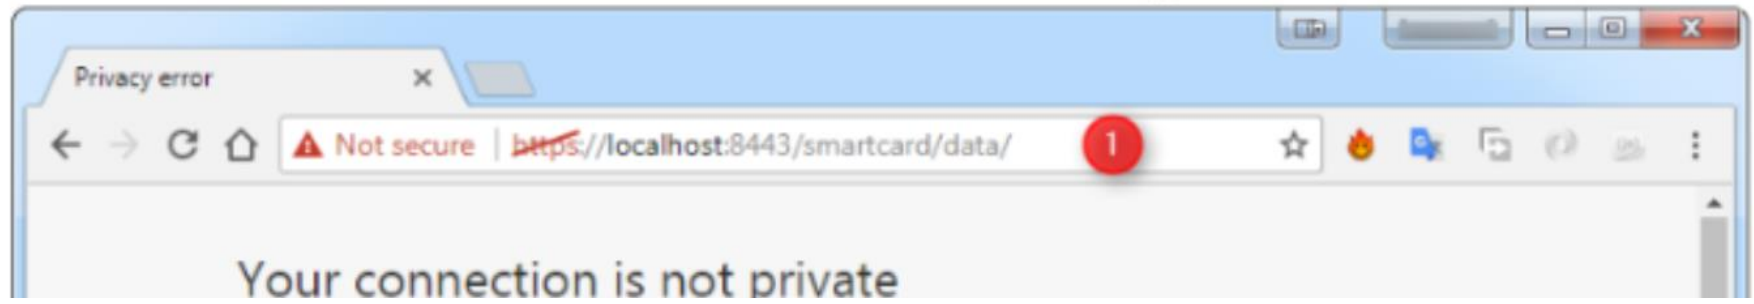 Privacy error
Not secure | https://localhost:8443/smartcard/data/ 1
Your connection is not private